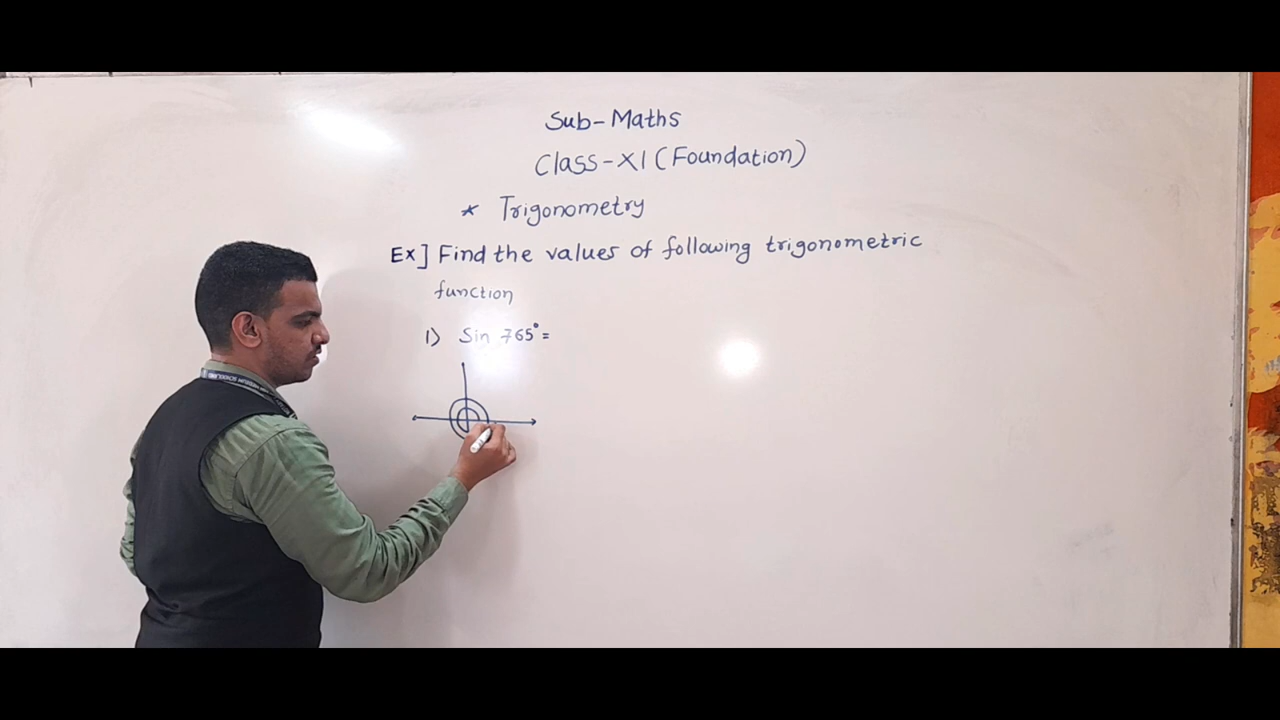 Sub-Maths
Class-XI (Foundation)
* Trigonometry
Ex] Find the values of following trigonometric
function
1) Sin 765° =